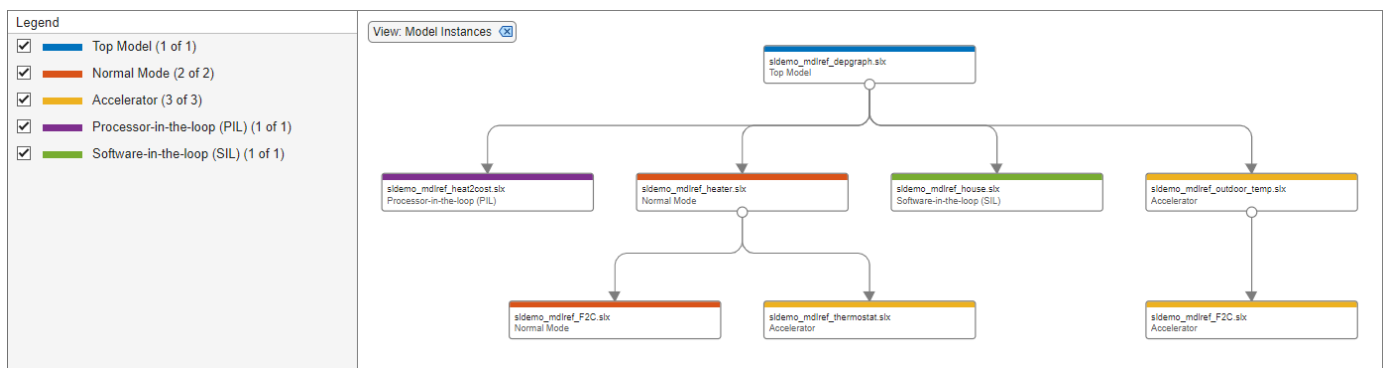 Legend
Top Model (1 of 1)
Normal Mode (2 of 2)
Accelerator (3 of 3)
Processor-in-the-loop (PIL) (1 of 1)
Software-in-the-loop (SIL) (1 of 1)
View: Model Instances
sldemo_mdlref_depgraph.slx
Top Model
sldemo_mdlref_heat2cost.slx
Processor-in-the-loop (PIL)
sldemo_mdlref_heater.slx
Normal Mode
sldemo_mdlref_house.slx
Software-in-the-loop (SIL)
sldemo_mdlref_outdoor_temp.slx
Accelerator
sldemo_mdlref_F2C.slx
Normal Mode
sldemo_mdlref_thermostat.slx
Accelerator
sldemo_mdlref_F2C.slx
Accelerator